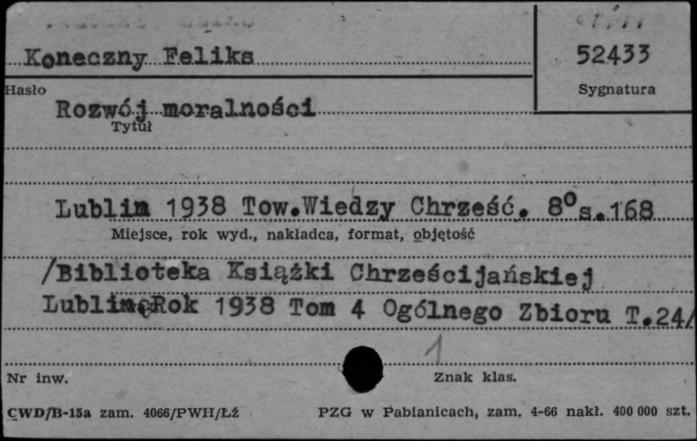 Koneczny Feliks
52433
Hasło
Sygnatura
Rozwój moralności
Tytuł
Lublin 1938 Tow.Wiedzy Chrześć. 8° s.168
Miejsce, rok wyd., nakładca, format, objętość
/Biblioteka Książki Chrześcijańskiej
Lublin Rok 1938 Tom 4 Ogólnego Zbioru T.24/
1
Nr inw.
Znak klas.
CWD/B-15a zam. 4066/PWH/ŁŻ
PZG w Pabianicach, zam. 4-66 nakł. 400 000 szt.